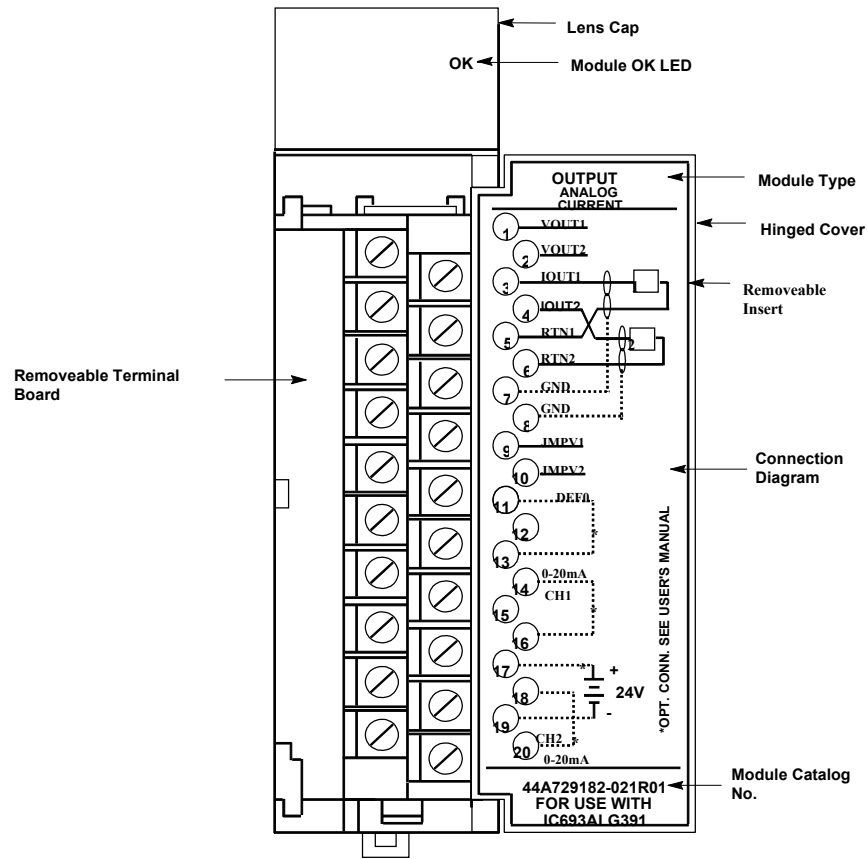 Lens Cap
OK
Module OK LED
OUTPUT
ANALOG
CURRENT
Module Type
Hinged Cover
Removeable
Insert
Removeable Terminal
Board
1 VOUT1
2 VOUT2
3 IOUT1
4 IOUT2
5 RTN1
2
6 RTN2
7 GND
8 GND
9 JMPV1
10 JMPV2
11 DEF0
12
*
13
14 0-20mA
CH1
15
*
16
17
* +
24V
18
-
19
*
20 CH2
0-20mA
Connection
Diagram
*OPT. CONN. SEE USER'S MANUAL
44A729182-021R01
FOR USE WITH
IC693ALG391
Module Catalog
No.